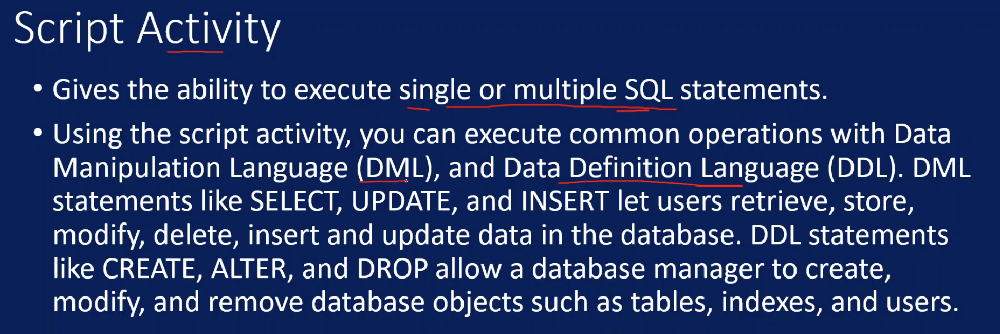 Script Activity
• Gives the ability to execute single or multiple SQL statements.
• Using the script activity, you can execute common operations with Data
Manipulation Language (DML), and Data Definition Language (DDL). DML
statements like SELECT, UPDATE, and INSERT let users retrieve, store,
modify, delete, insert and update data in the database. DDL statements
like CREATE, ALTER, and DROP allow a database manager to create,
modify, and remove database objects such as tables, indexes, and users.